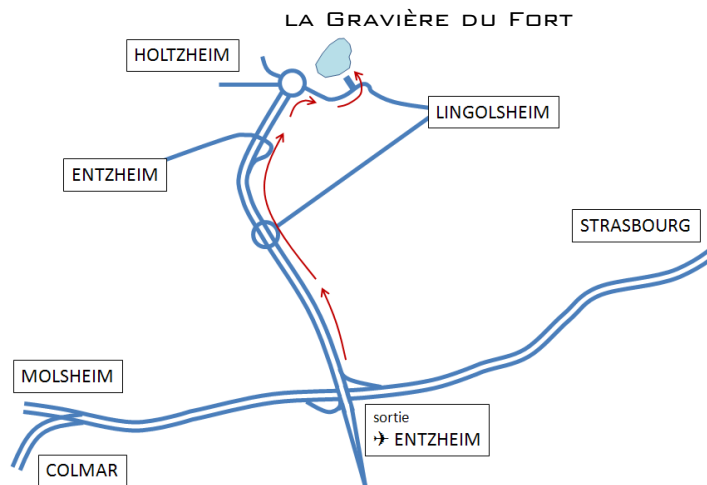 LA GRAVIÈRE DU FORT
HOLTZHEIM
LINGOLSHEIM
ENTZHEIM
STRASBOURG
MOLSHEIM
sortie
✈ ENTZHEIM
COLMAR